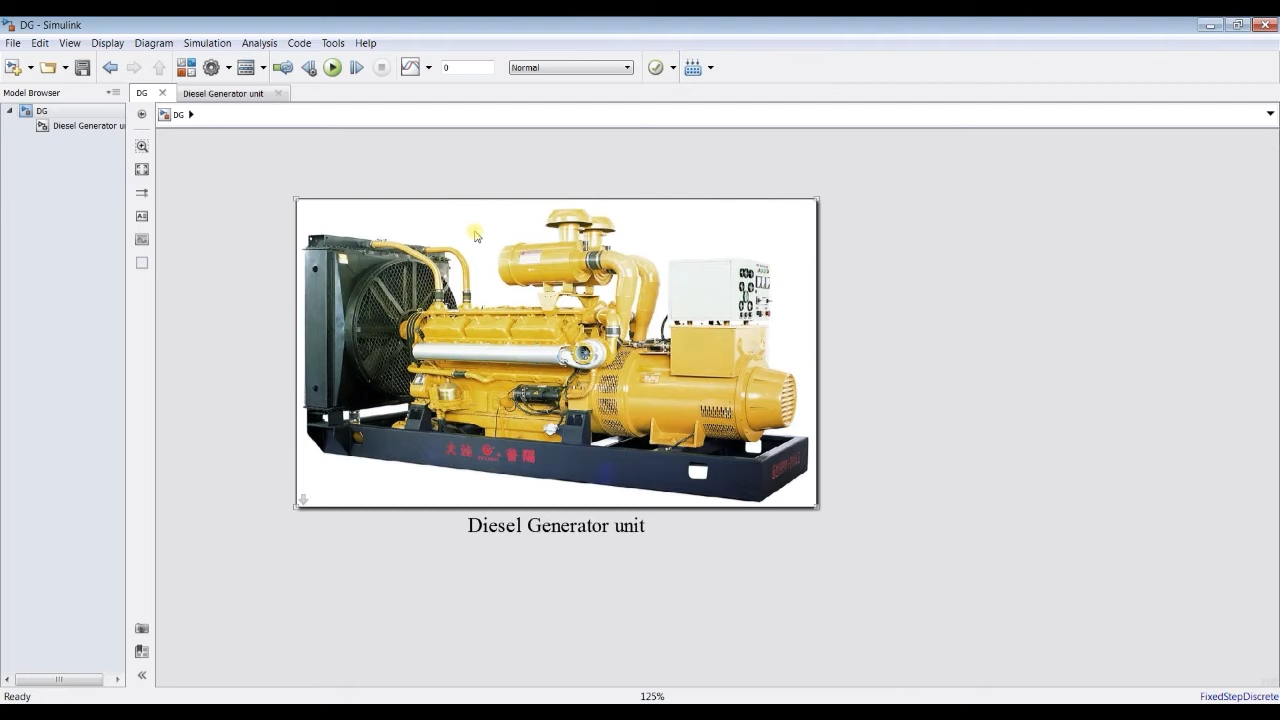 DG - Simulink
File Edit View Display Diagram Simulation Analysis Code Tools Help
0 Normal
Model Browser
DG Diesel Generator unit
DG
DG
Diesel Generator u
Diesel Generator unit
Ready 125% FixedStepDiscrete